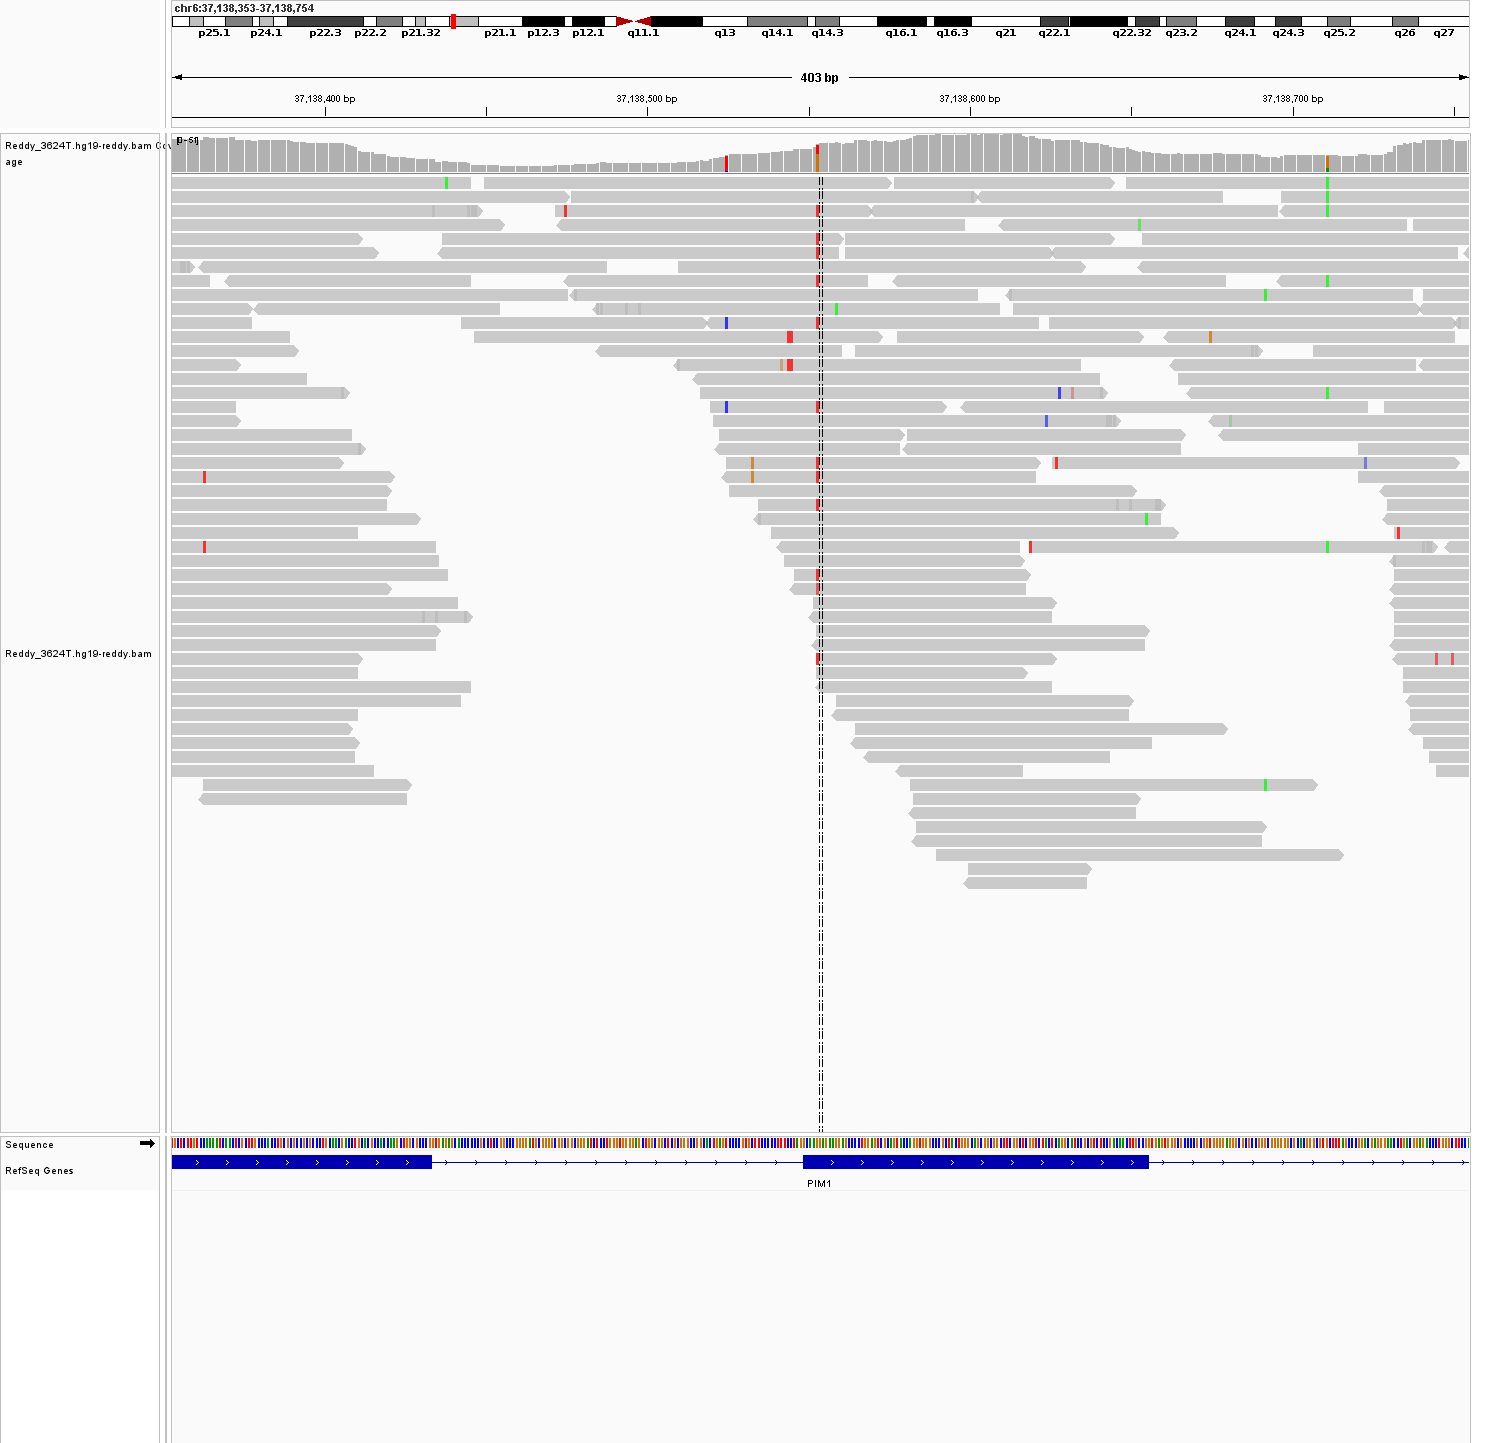 chr6:37,138,353-37,138,754
p25.1 p24.1 p22.3 p22.2 p21.32 p21.1 p12.3 p12.1 q11.1 q13 q14.1 q14.3 q16.1 q16.3 q21 q22.1 q22.32 q23.2 q24.1 q24.3 q25.2 q26 q27
403 bp
37,138,400 bp 37,138,500 bp 37,138,600 bp 37,138,700 bp
[0-51]
Reddy_3624T.hg19-reddy.bam Cov
age
Reddy_3624T.hg19-reddy.bam
Sequence
RefSeq Genes
PIM1